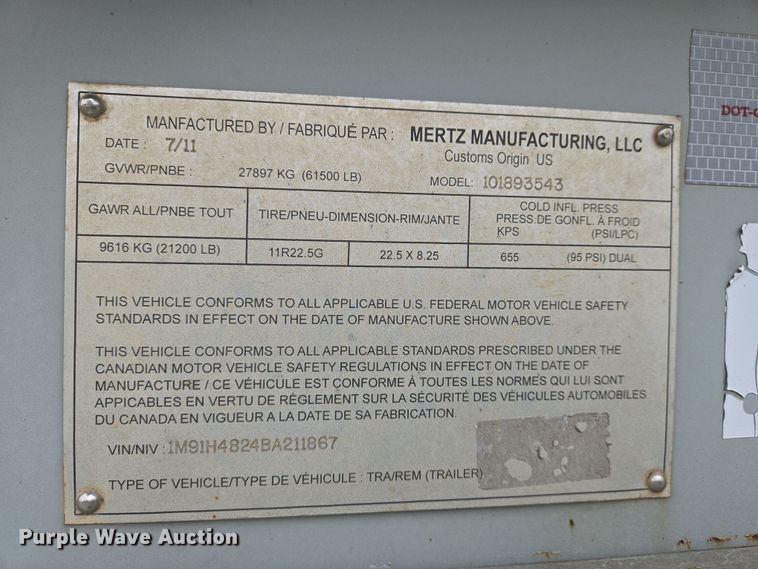 MANFACTURED BY / FABRIQUÉ PAR : MERTZ MANUFACTURING, LLC
DATE : 7/11 Customs Origin US
GVWR/PNBE : 27897 KG (61500 LB) MODEL: 101893543
GAWR ALL/PNBE TOUT TIRE/PNEU-DIMENSION-RIM/JANTE COLD INFL. PRESS
PRESS.DE GONFL. À FROID
KPS (PSI/LPC)
9616 KG (21200 LB) 11R22.5G 22.5 X 8.25 655 (95 PSI) DUAL
THIS VEHICLE CONFORMS TO ALL APPLICABLE U.S. FEDERAL MOTOR VEHICLE SAFETY
STANDARDS IN EFFECT ON THE DATE OF MANUFACTURE SHOWN ABOVE.
THIS VEHICLE CONFORMS TO ALL APPLICABLE STANDARDS PRESCRIBED UNDER THE
CANADIAN MOTOR VEHICLE SAFETY REGULATIONS IN EFFECT ON THE DATE OF
MANUFACTURE / CE VÉHICULE EST CONFORME À TOUTES LES NORMES QUI LUI SONT
APPLICABLES EN VERTU DE RÈGLEMENT SUR LA SÉCURITÉ DES VÉHICULES AUTOMOBILES
DU CANADA EN VIGUEUR A LA DATE DE SA FABRICATION.
VIN/NIV : 1M91H4824BA211867
TYPE OF VEHICLE/TYPE DE VÉHICULE : TRA/REM (TRAILER)
DOT-C
Purple Wave Auction